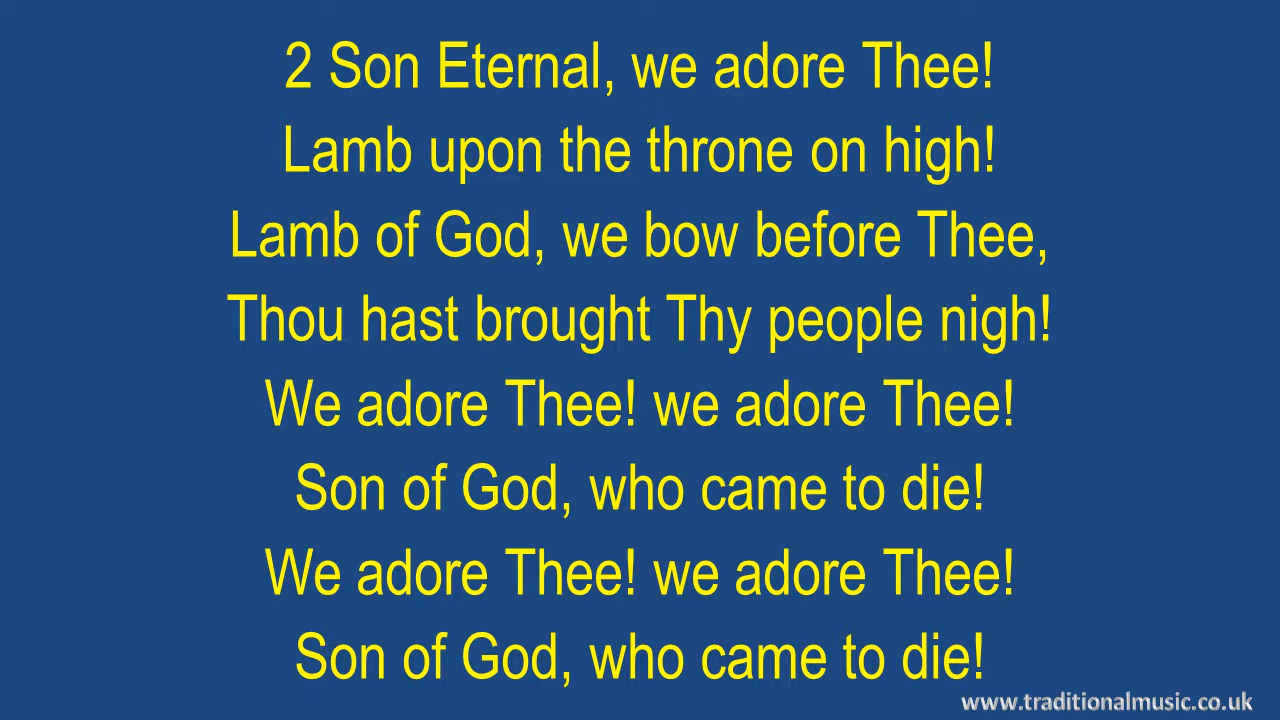 2 Son Eternal, we adore Thee!
Lamb upon the throne on high!
Lamb of God, we bow before Thee,
Thou hast brought Thy people nigh!
We adore Thee! we adore Thee!
Son of God, who came to die!
We adore Thee! we adore Thee!
Son of God, who came to die!
www.traditionalmusic.co.uk